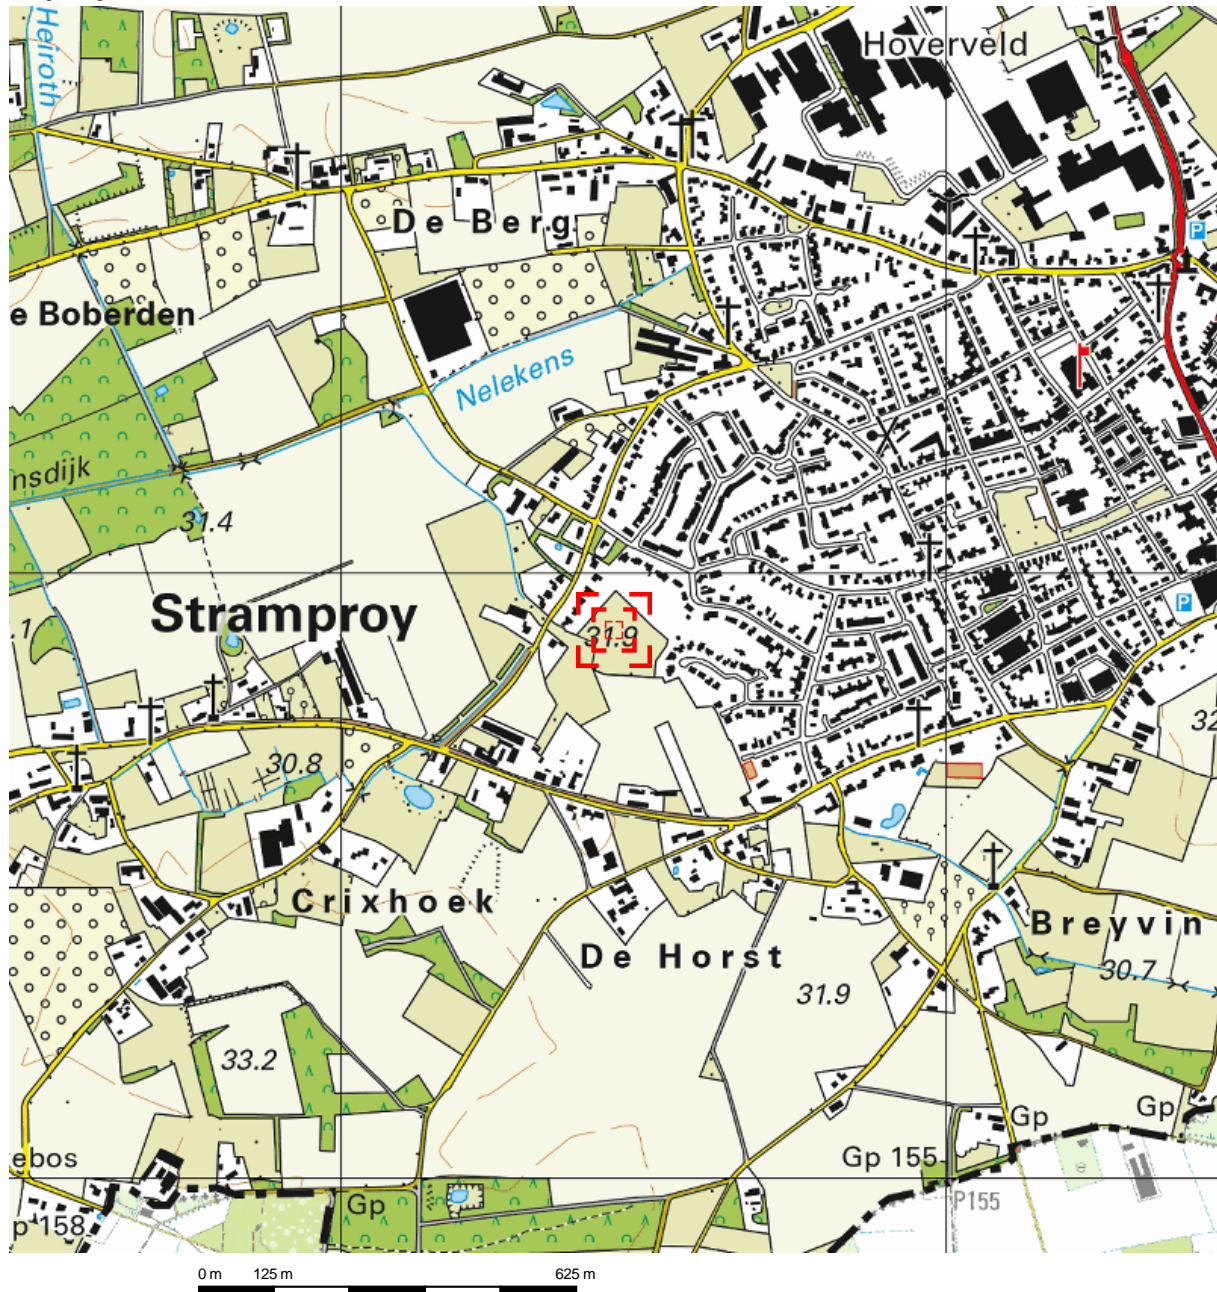 Heiroth
Hoverveld
De Berg
P
e Boberden
Nelekens
nsdijk
31.4
Stramproy
.1
31.9
P
32
30.8
Crixhoek
De Horst
Breyvin
31.9
30.7
33.2
Gp
Gp
ebos
Gp 155
P155
Gp
p 158
0 m 125 m 625 m